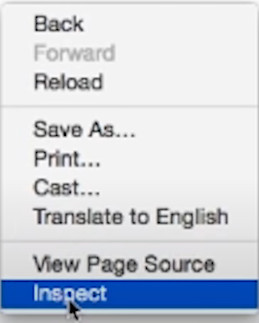 Back
Forward
Reload
Save As...
Print...
Cast...
Translate to English
View Page Source
Inspect